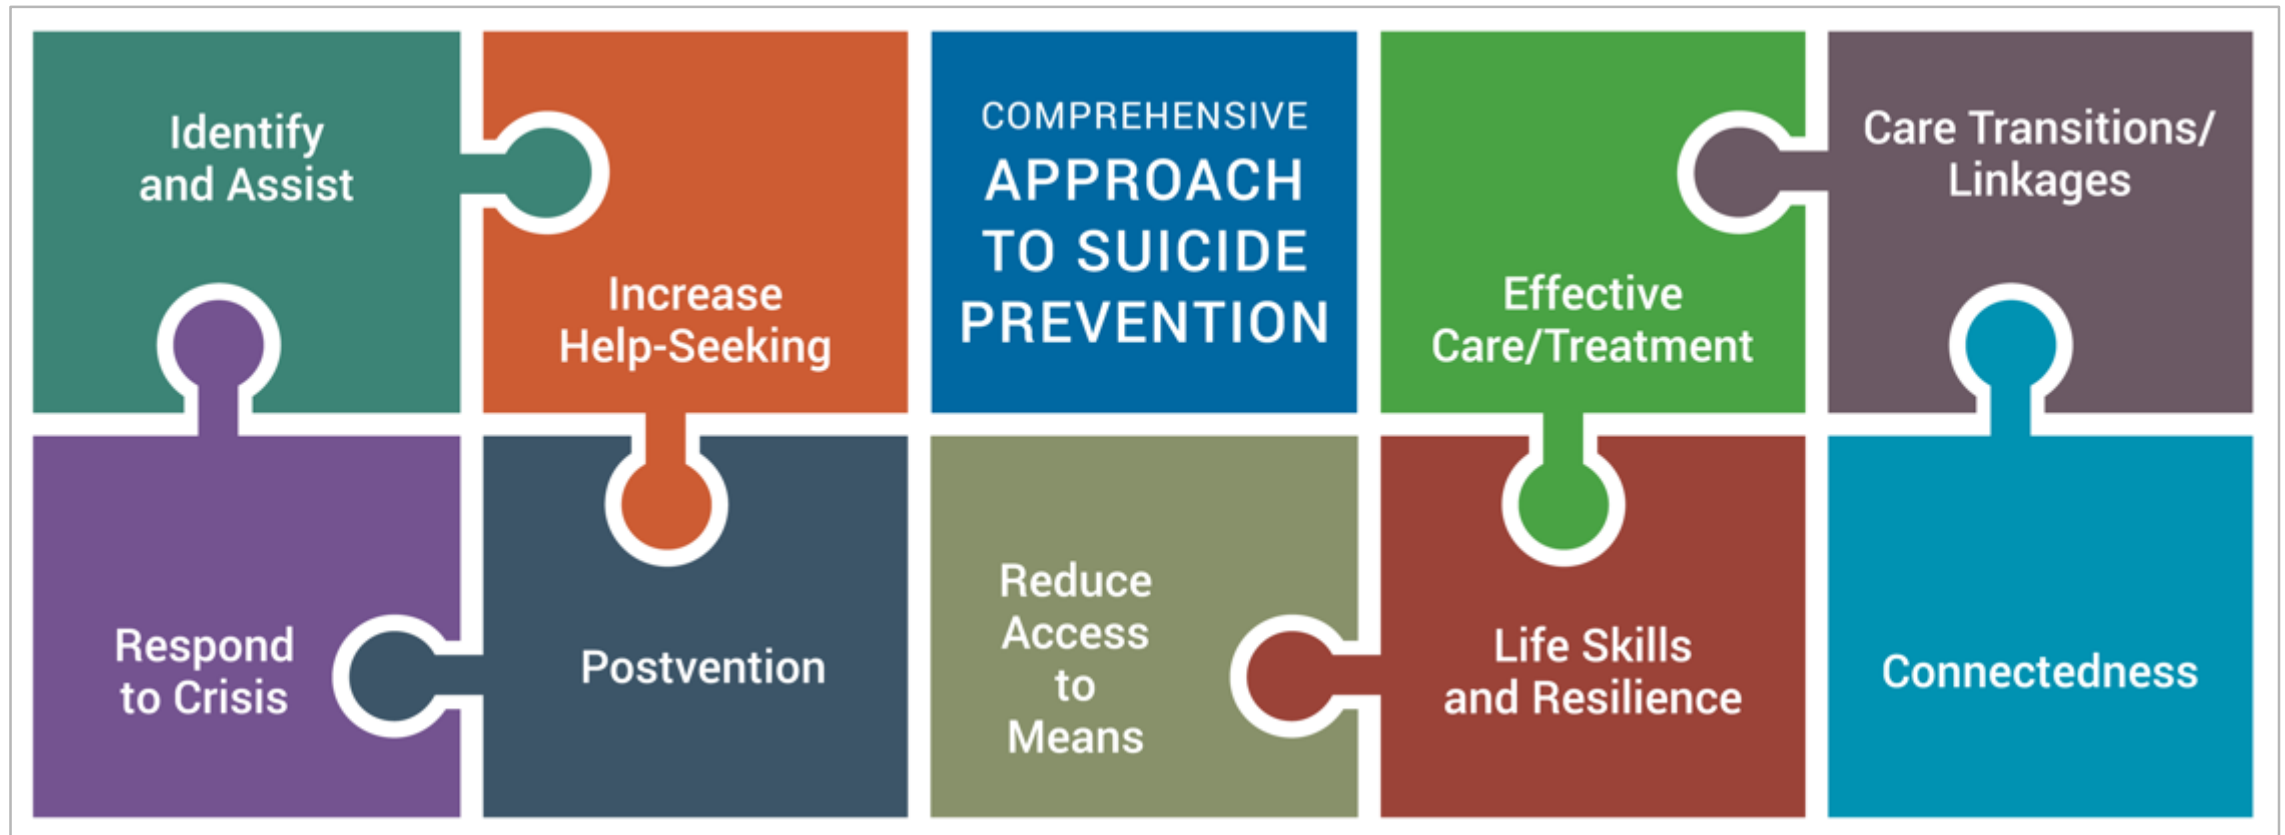 Identify
and Assist
Increase
Help-Seeking
COMPREHENSIVE
APPROACH
TO SUICIDE
PREVENTION
Effective
Care/Treatment
Care Transitions/
Linkages
Respond
to Crisis
Postvention
Reduce
Access
to
Means
Life Skills
and Resilience
Connectedness